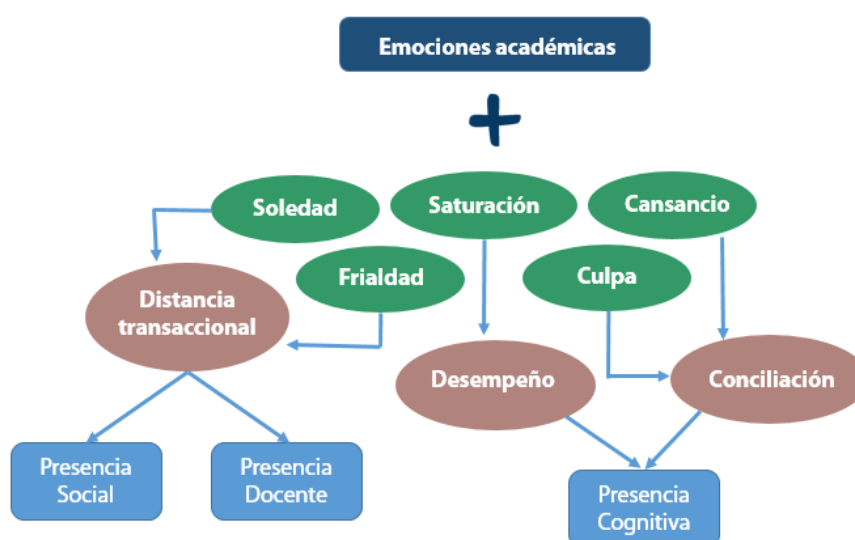 Emociones académicas
+
Soledad
Saturación
Cansancio
Frialdad
Culpa
Distancia
transaccional
Desempeño
Conciliación
Presencia
Social
Presencia
Docente
Presencia
Cognitiva